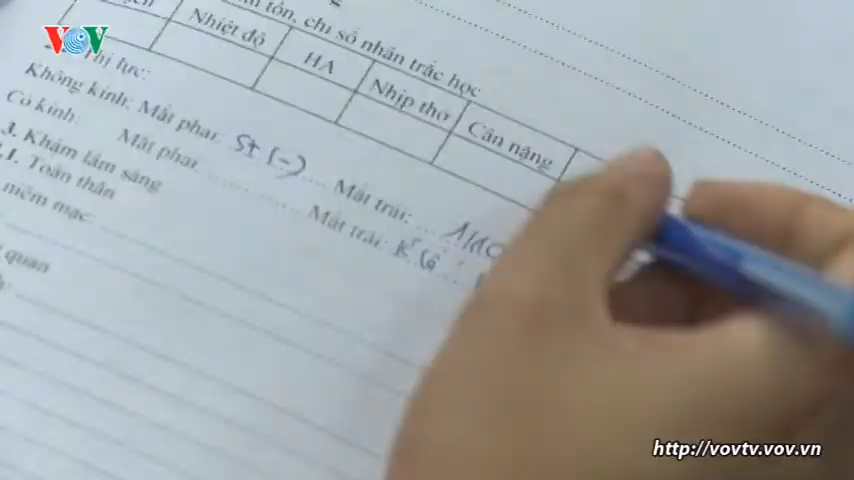 VOV
tồn, chỉ số nhân trắc học
Nhiệt độ
HA
Nhịp thở
Cân nặng
Thị lực:
Không kính: Mắt phải: ST (-) Mắt trái:
Có kính: Mắt phải Mắt trái:
3. Khám lâm sàng
1. Toàn thân
niêm mạc:
quan
http://vovtv.vov.vn